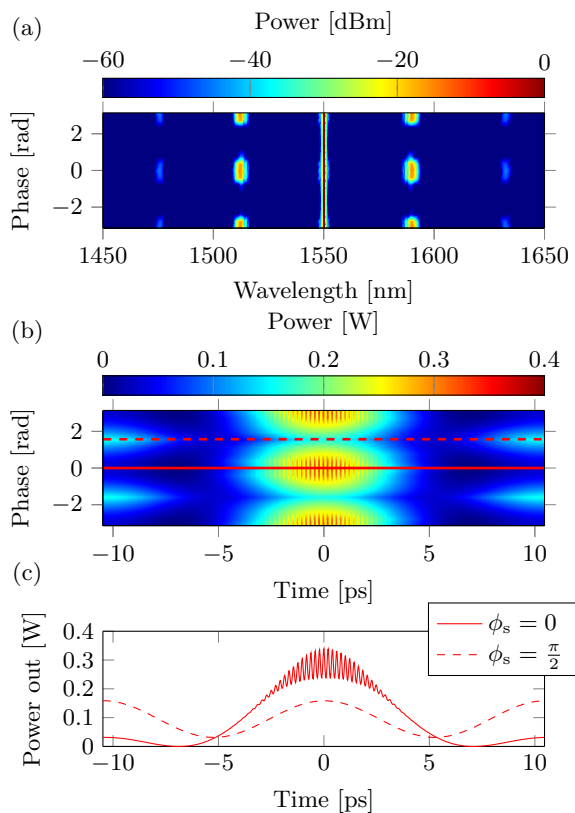 (a)
Power [dBm]
−60 −40 −20 0
Phase [rad]
2
0
−2
1450 1500 1550 1600 1650
Wavelength [nm]
(b)
Power [W]
0 0.1 0.2 0.3 0.4
Phase [rad]
2
0
−2
−10 −5 0 5 10
Time [ps]
(c)
Power out [W]
0.4
0.3
0.2
0.1
0
ϕs = 0
ϕs = π/2
−10 −5 0 5 10
Time [ps]